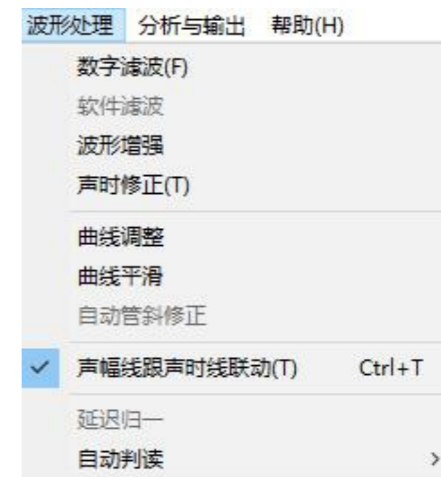 波形处理 分析与输出 帮助(H)
数字滤波(F)
软件滤波
波形增强
声时修正(T)
曲线调整
曲线平滑
自动管斜修正
声幅线跟声时线联动(T) Ctrl+T
延迟归一
自动判读